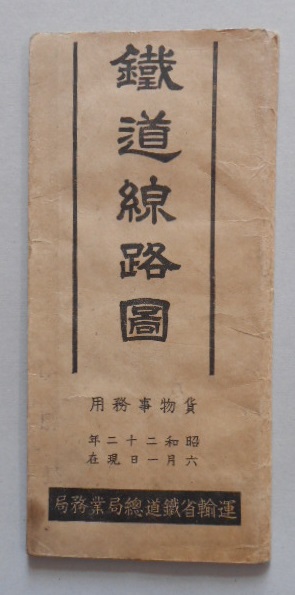 鐵道線路圖
貨物事務用
昭和二十二年
六月一日現在
運輸省鐵道總局業務局